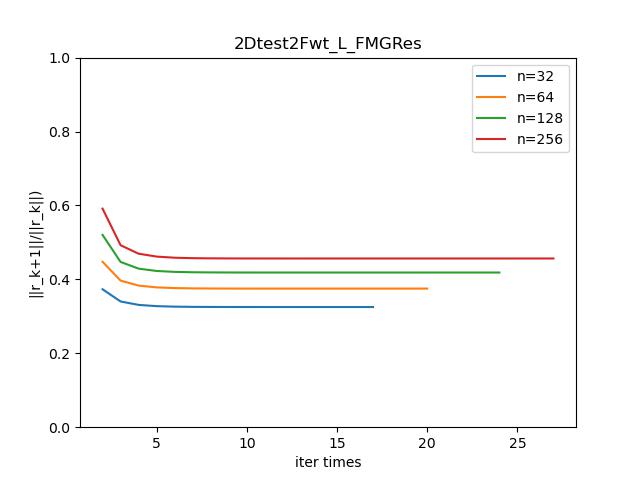 2Dtest2Fwt_L_FMGRes
||r_k+1||/||r_k||)
1.0
0.8
0.6
0.4
0.2
0.0
5
10
15
20
25
iter times
n=32
n=64
n=128
n=256